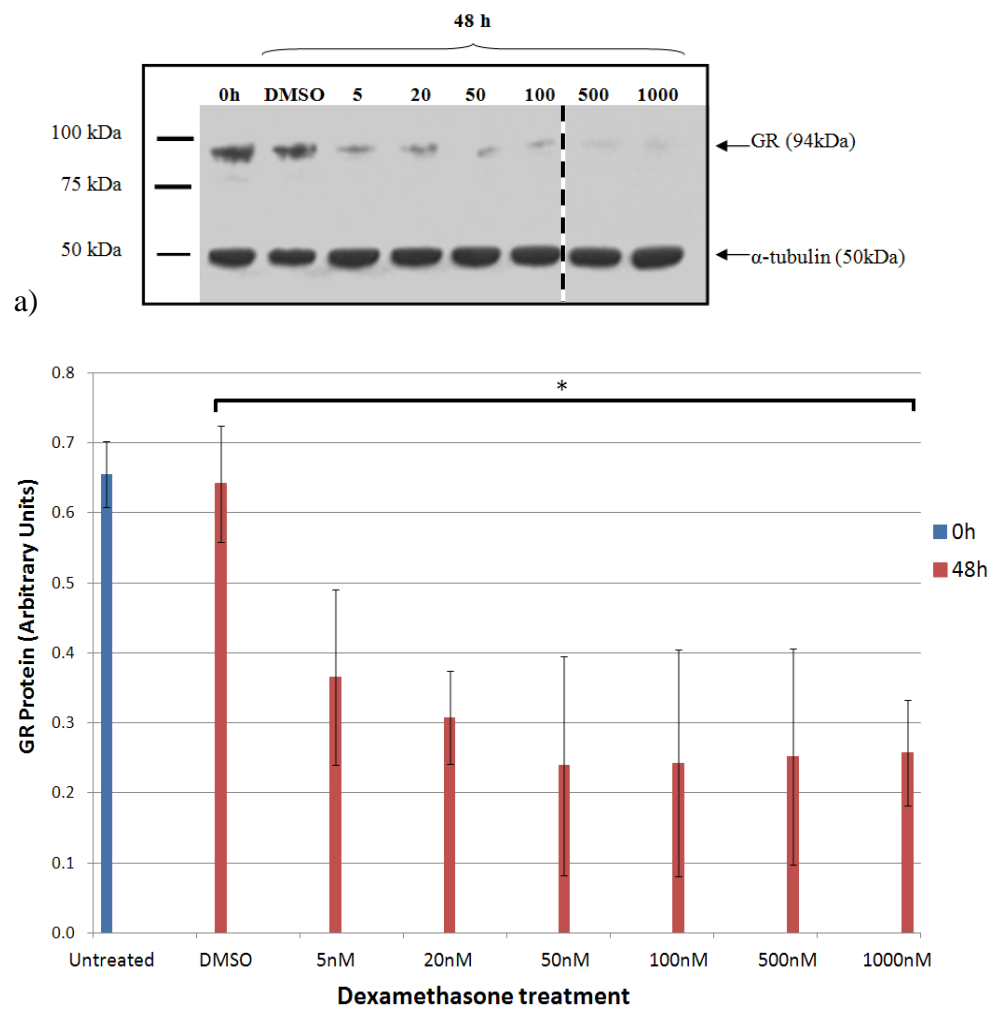 48 h
0h DMSO 5 20 50 100 500 1000
100 kDa
GR (94kDa)
75 kDa
50 kDa
α-tubulin (50kDa)
a)
0.8
*
0.7
0.6
0.5
0.4
0.3
0.2
0.1
0.0
GR Protein (Arbitrary Units)
0h
48h
Untreated DMSO 5nM 20nM 50nM 100nM 500nM 1000nM
Dexamethasone treatment